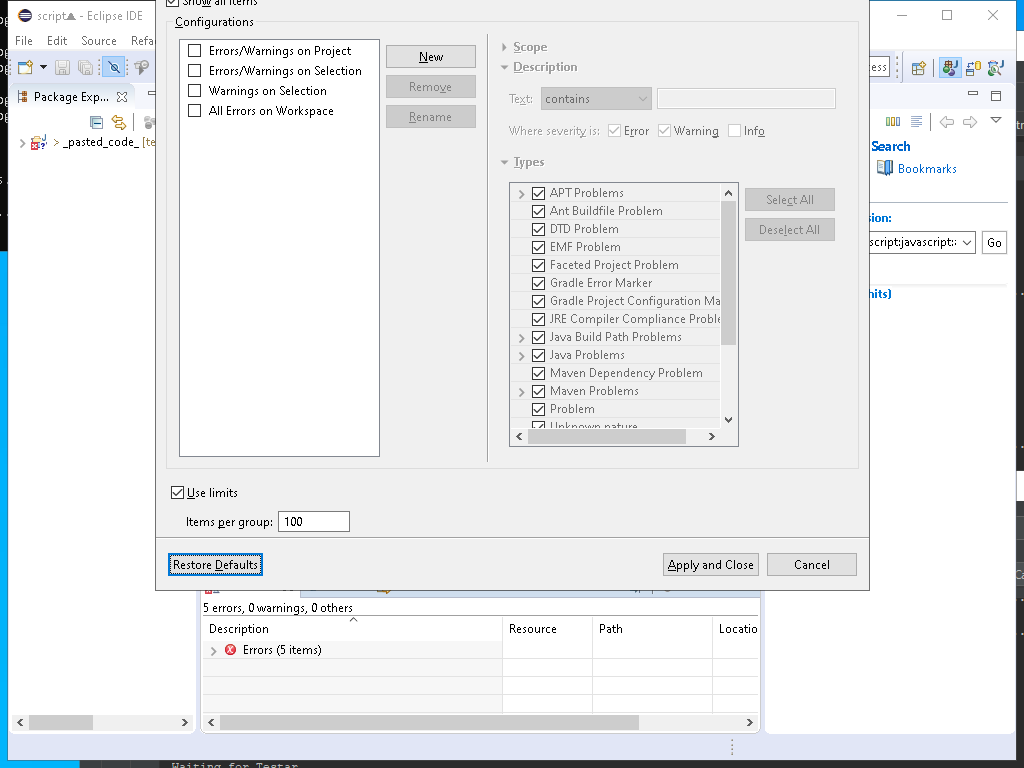 Show all items
script - Eclipse IDE
Configurations
File Edit Source Refa
Errors/Warnings on Project
Errors/Warnings on Selection
Warnings on Selection
All Errors on Workspace
New
Remove
Rename
Scope
Description
Text: contains
Where severity is: Error Warning Info
Types
APT Problems
Ant Buildfile Problem
DTD Problem
EMF Problem
Faceted Project Problem
Gradle Error Marker
Gradle Project Configuration Ma
JRE Compiler Compliance Proble
Java Build Path Problems
Java Problems
Maven Dependency Problem
Maven Problems
Problem
Unknown nature
Select All
Deselect All
Package Exp...
> _pasted_code_ [te
ess
Search
Bookmarks
sion:
script:javascript:
Go
hits)
Use limits
Items per group: 100
Restore Defaults
Apply and Close
Cancel
5 errors, 0 warnings, 0 others
Description Resource Path Locatio
Errors (5 items)
Waiting for Testar